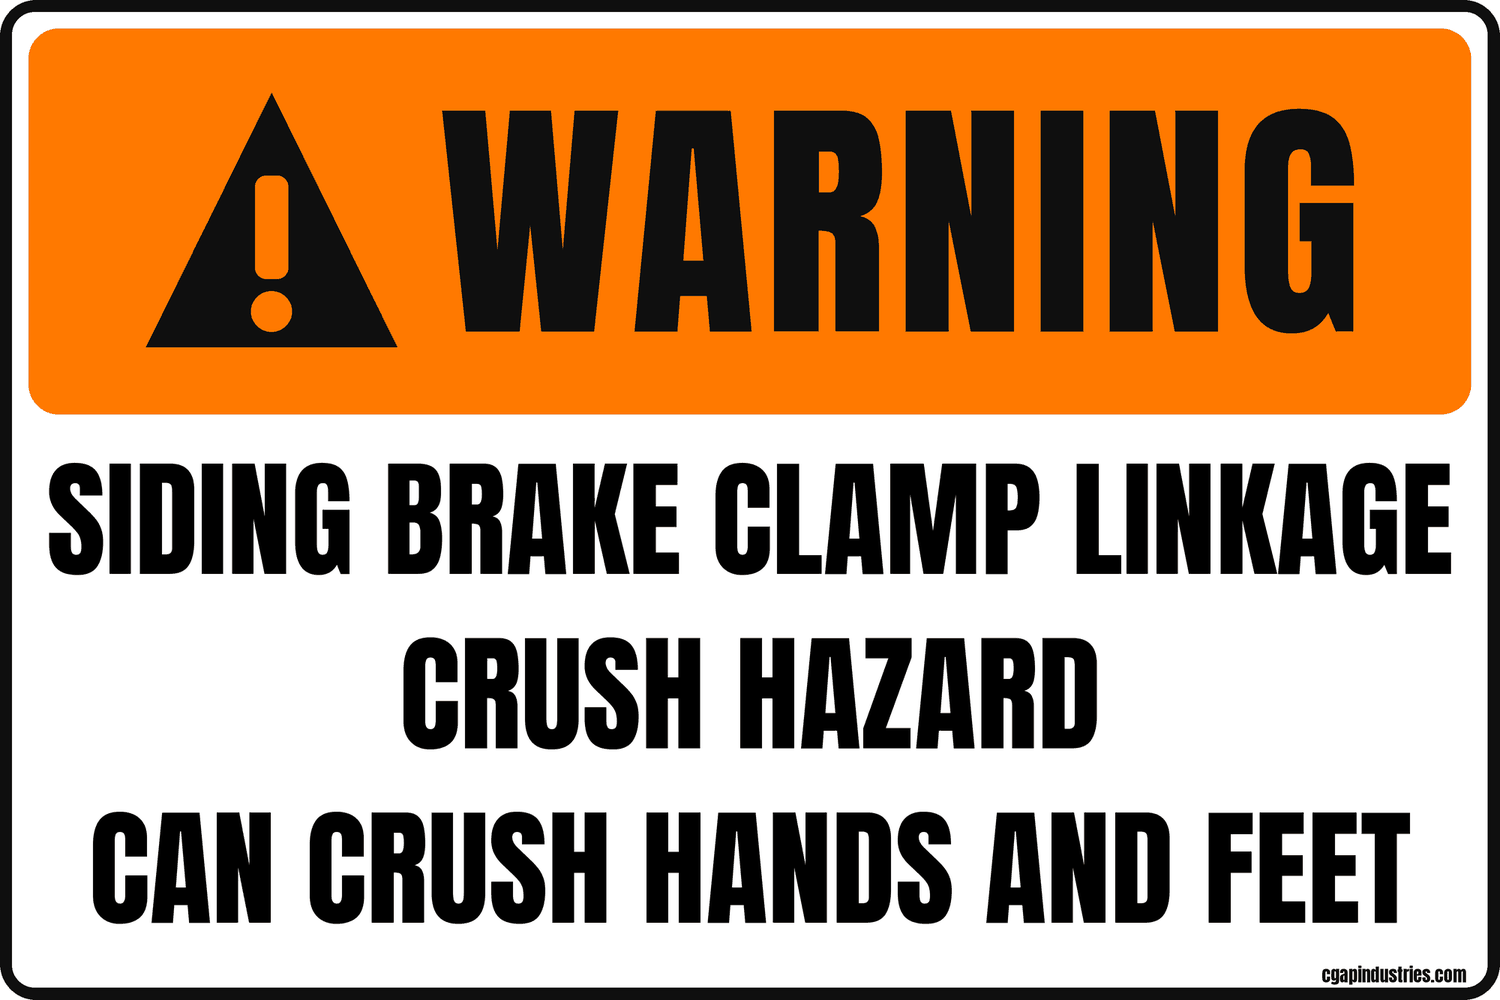 WARNING
SIDING BRAKE CLAMP LINKAGE
CRUSH HAZARD
CAN CRUSH HANDS AND FEET
cgapindustries.com